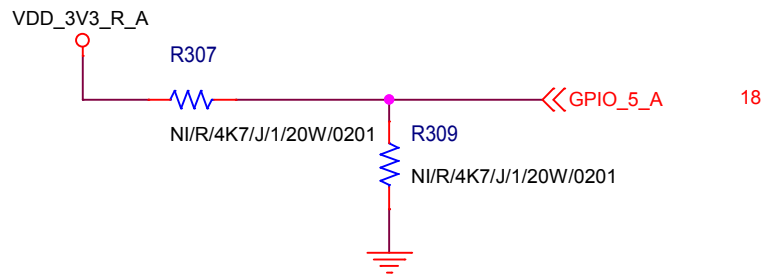 VDD_3V3_R_A
R307
GPIO_5_A 18
NI/R/4K7/J/1/20W/0201
R309
NI/R/4K7/J/1/20W/0201